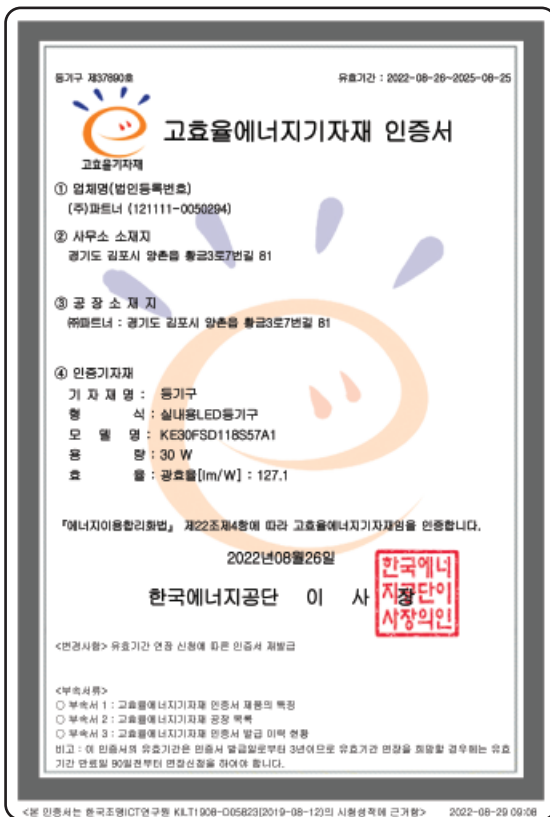 등기구 제37890호
유효기간 : 2022-08-26~2025-08-25
고효율에너지기자재 인증서
고효율기자재
① 업체명(법인등록번호)
(주)파트너 (121111-0050294)
② 사무소 소재지
경기도 김포시 양촌읍 황금3로7번길 81
③ 공 장 소 재 지
㈜파트너 : 경기도 김포시 양촌읍 황금3로7번길 81
④ 인증기자재
기 자 재 명 : 등기구
형 식 : 실내용LED등기구
모 델 명 : KE30FSD118S57A1
용 량 : 30 W
효 율 : 광효율[lm/W] : 127.1
『에너지이용합리화법』 제22조제4항에 따라 고효율에너지기자재임을 인증합니다.
2022년08월26일
한국에너지공단 이 사 장
한국에너
지공단이
사장의인
<변경사항> 유효기간 연장 신청에 따른 인증서 재발급
<부속서류>
○ 부속서 1 : 고효율에너지기자재 인증서 제품의 특징
○ 부속서 2 : 고효율에너지기자재 공장 목록
○ 부속서 3 : 고효율에너지기자재 인증서 발급 이력 현황
비고 : 이 인증서의 유효기간은 인증서 발급일로부터 3년이므로 유효기간 연장을 희망할 경우에는 유효
기간 만료일 90일전부터 연장신청을 하여야 합니다.
<본 인증서는 한국조명ICT연구원 KILT1908-O05823(2019-08-12)의 시험성적에 근거함> 2022-08-29 09:08